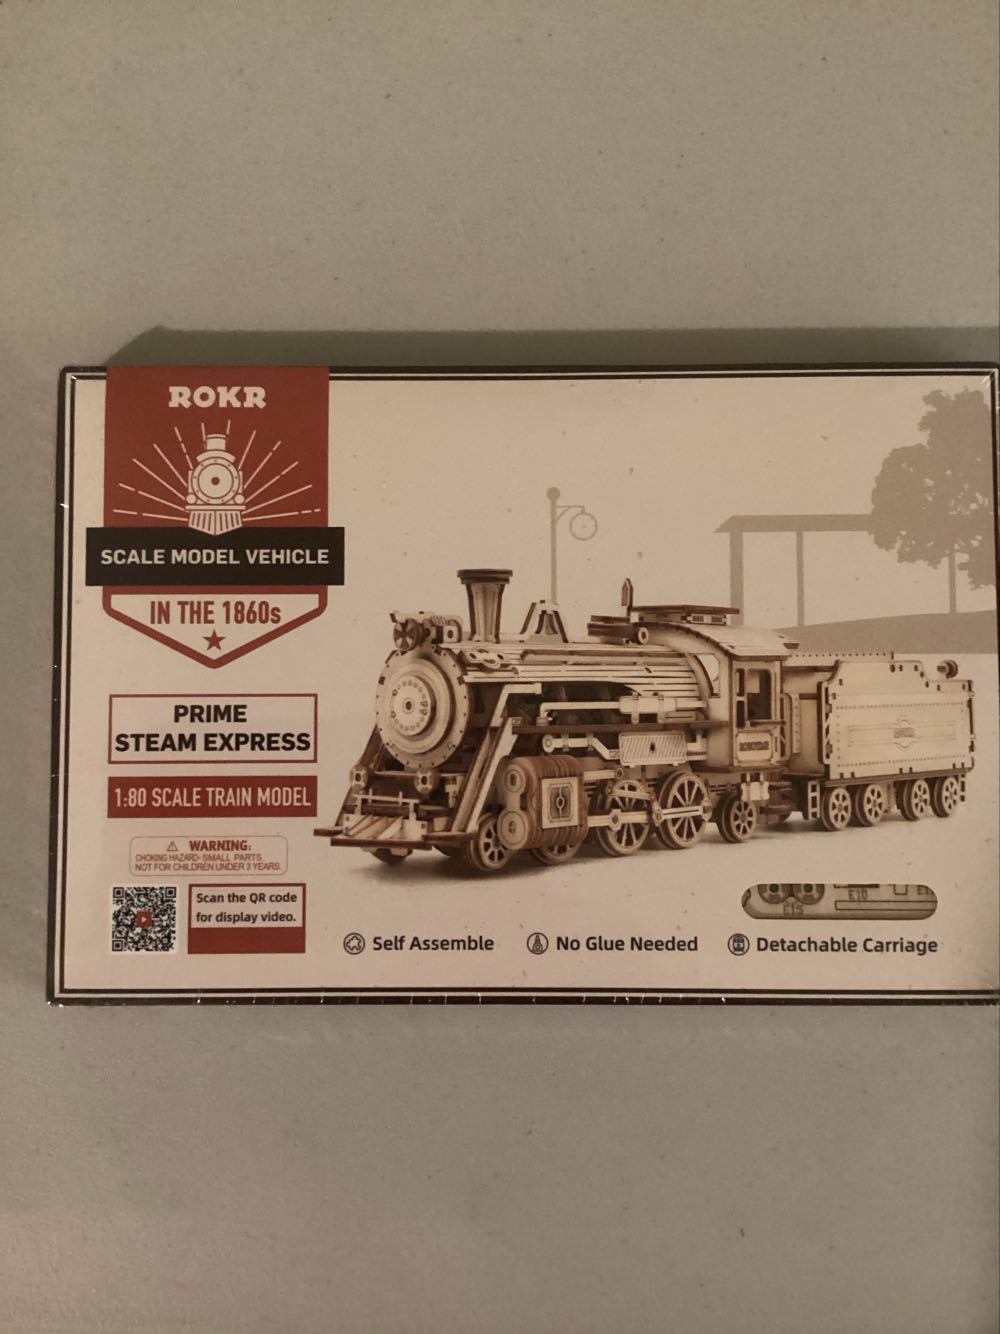 ROKR
SCALE MODEL VEHICLE
IN THE 1860s
PRIME
STEAM EXPRESS
1:80 SCALE TRAIN MODEL
WARNING:
CHOKING HAZARD- SMALL PARTS.
NOT FOR CHILDREN UNDER 3 YEARS.
Scan the QR code
for display video.
E15 E10
Self Assemble
No Glue Needed
Detachable Carriage